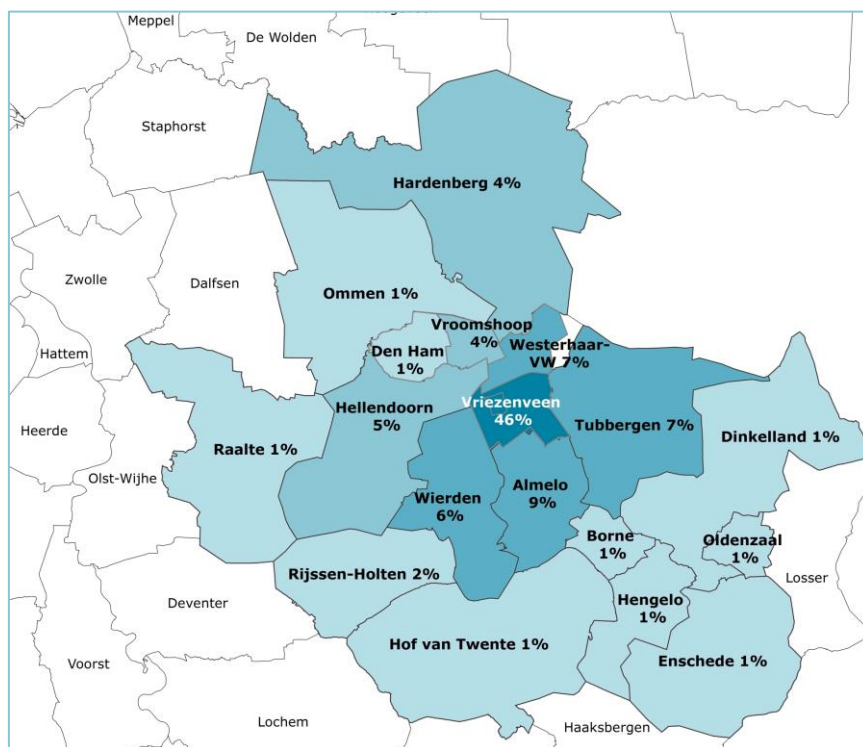 Meppel
De Wolden
Staphorst
Hardenberg 4%
Zwolle
Dalfsen
Ommen 1%
Vroomshoop
4%
Westerhaar-
VW 7%
Den Ham
1%
Hattem
Vriezenveen
46%
Hellendoorn
5%
Heerde
Raalte 1%
Tubbergen 7%
Dinkelland 1%
Olst-Wijhe
Wierden
6%
Almelo
9%
Borne
1%
Oldenzaal
1%
Rijssen-Holten 2%
Losser
Deventer
Hengelo
1%
Hof van Twente 1%
Enschede 1%
Voorst
Lochem
Haaksbergen